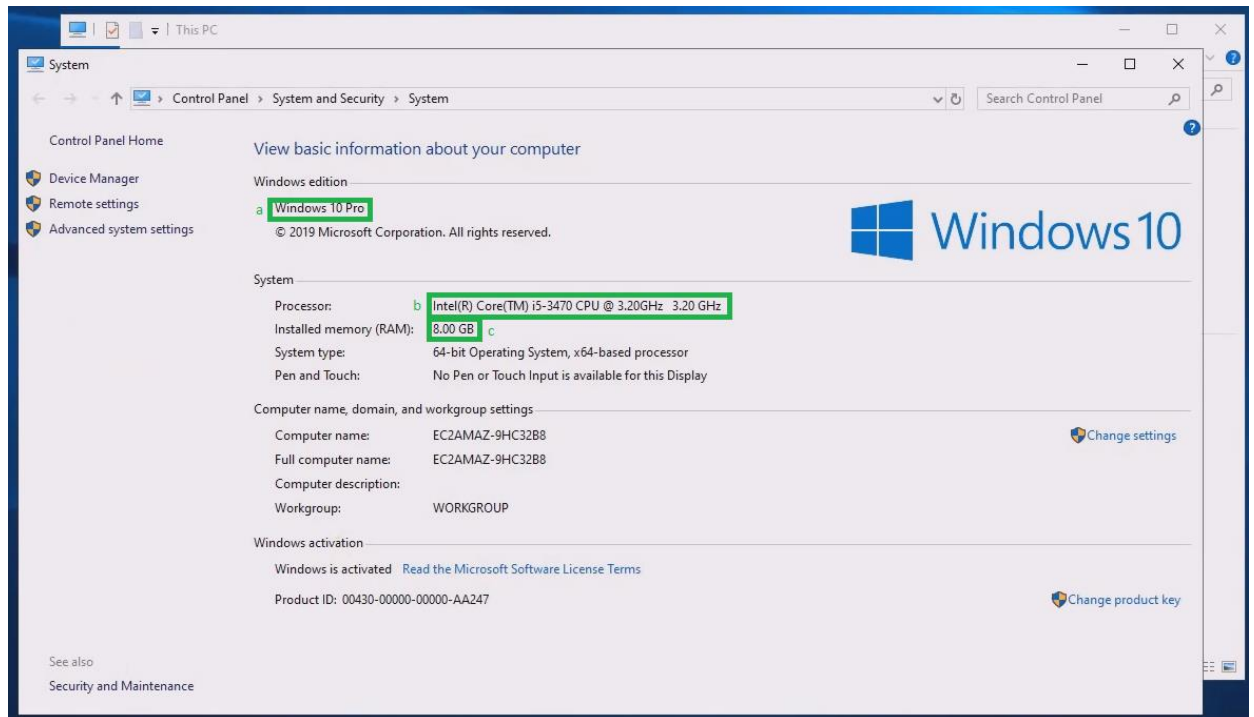 This PC
System
Control Panel > System and Security > System
Search Control Panel
Control Panel Home
Device Manager
Remote settings
Advanced system settings
View basic information about your computer
Windows edition
a Windows 10 Pro
© 2019 Microsoft Corporation. All rights reserved.
Windows 10
System
Processor: b Intel(R) Core(TM) i5-3470 CPU @ 3.20GHz 3.20 GHz
Installed memory (RAM): 8.00 GB c
System type: 64-bit Operating System, x64-based processor
Pen and Touch: No Pen or Touch Input is available for this Display
Computer name, domain, and workgroup settings
Computer name: EC2AMAZ-9HC32B8 Change settings
Full computer name: EC2AMAZ-9HC32B8
Computer description:
Workgroup: WORKGROUP
Windows activation
Windows is activated Read the Microsoft Software License Terms
Product ID: 00430-00000-00000-AA247 Change product key
See also
Security and Maintenance